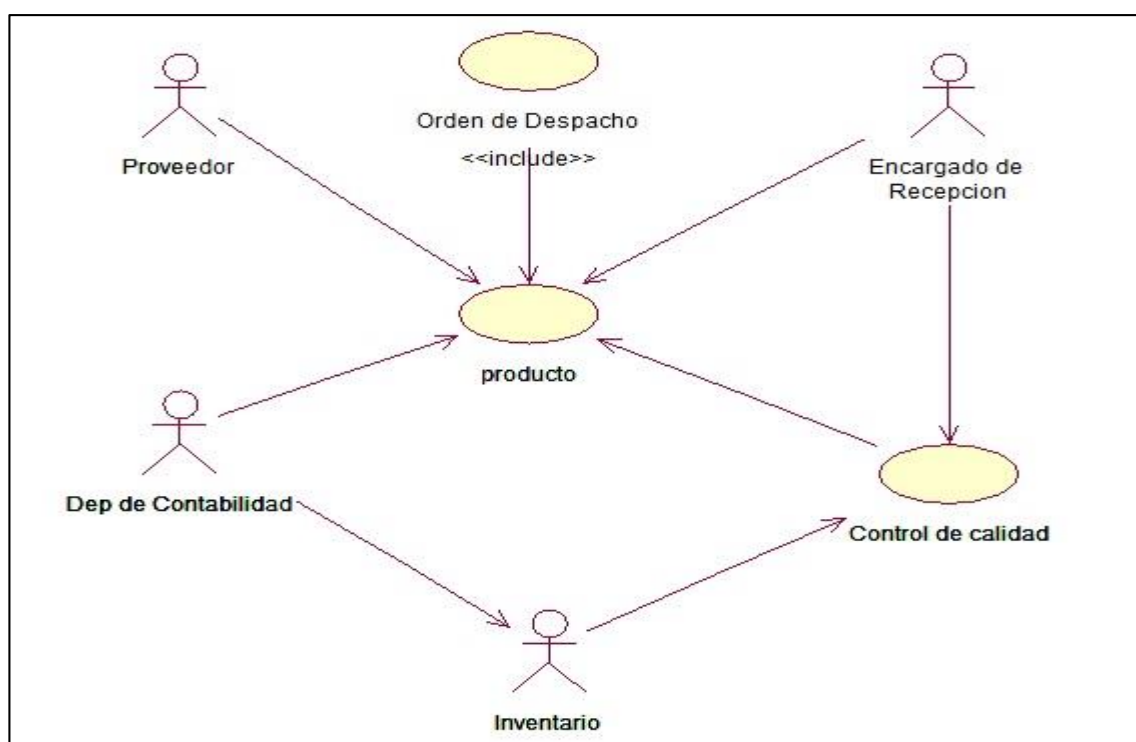 Orden de Despacho
<<include>>
Proveedor
Encargado de
Recepcion
producto
Dep de Contabilidad
Control de calidad
Inventario